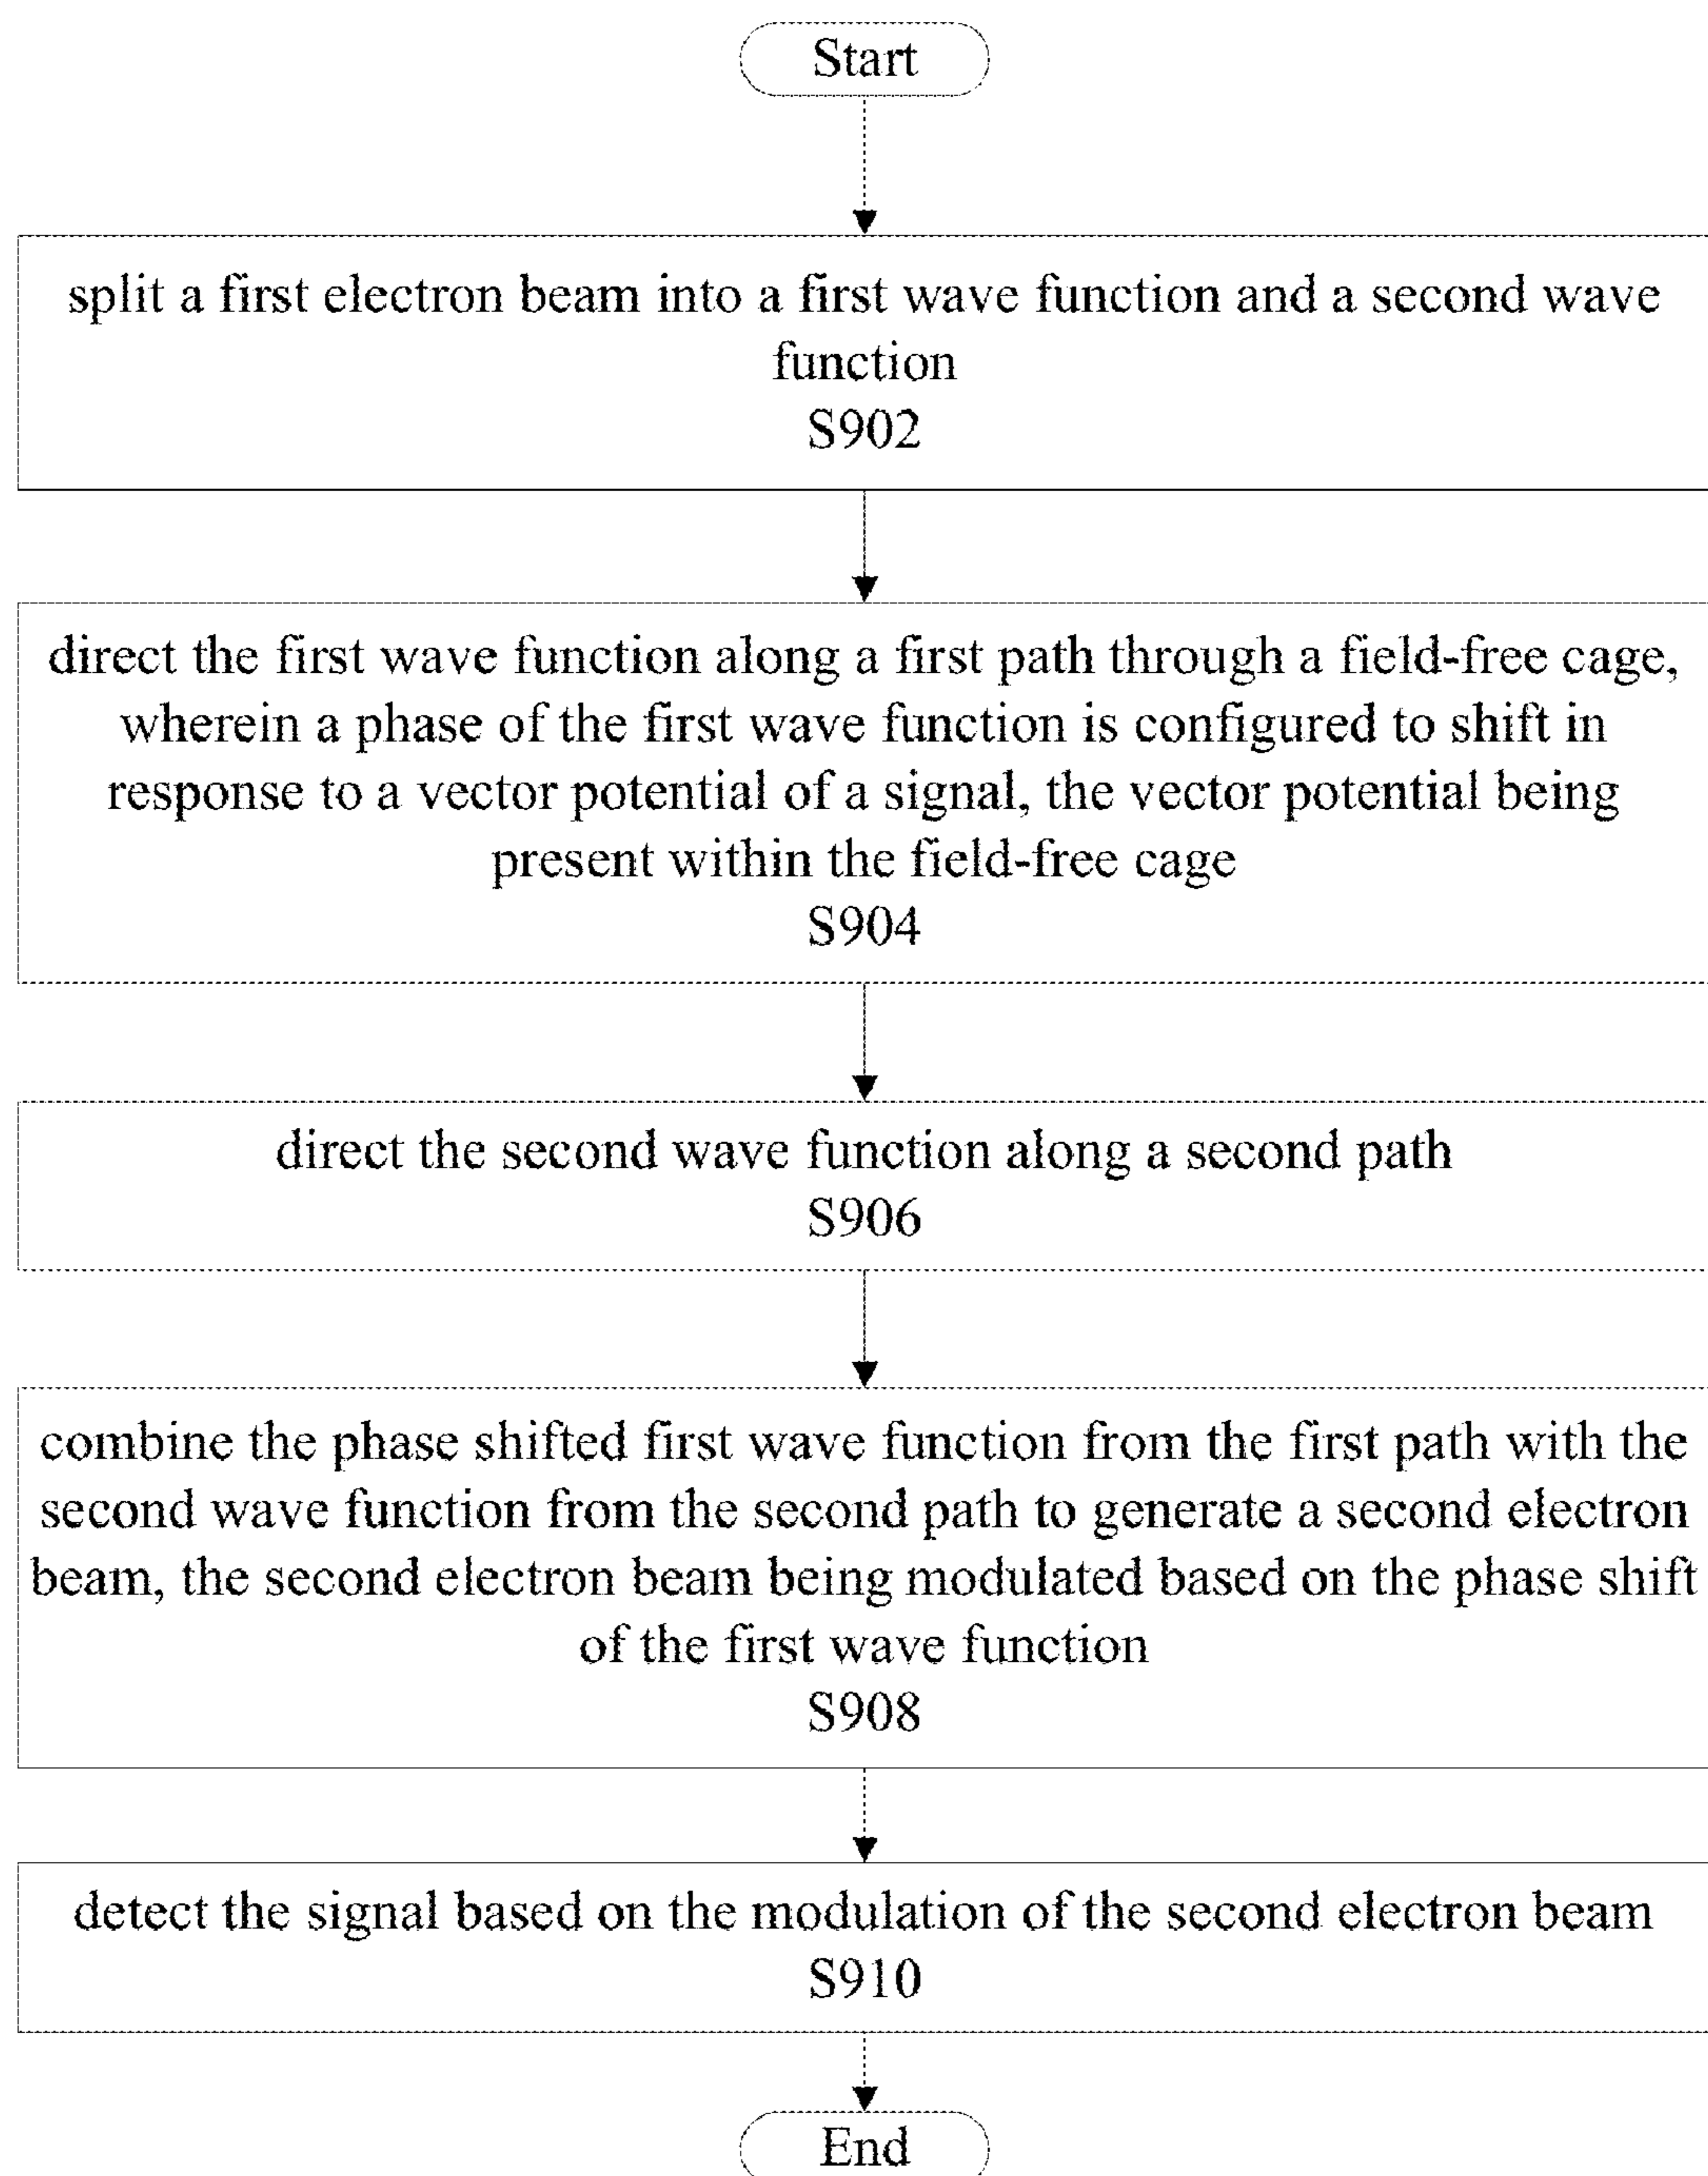 Start
split a first electron beam into a first wave function and a second wave
function
S902
direct the first wave function along a first path through a field-free cage,
wherein a phase of the first wave function is configured to shift in
response to a vector potential of a signal, the vector potential being
present within the field-free cage
S904
direct the second wave function along a second path
S906
combine the phase shifted first wave function from the first path with the
second wave function from the second path to generate a second electron
beam, the second electron beam being modulated based on the phase shift
of the first wave function
S908
detect the signal based on the modulation of the second electron beam
S910
End